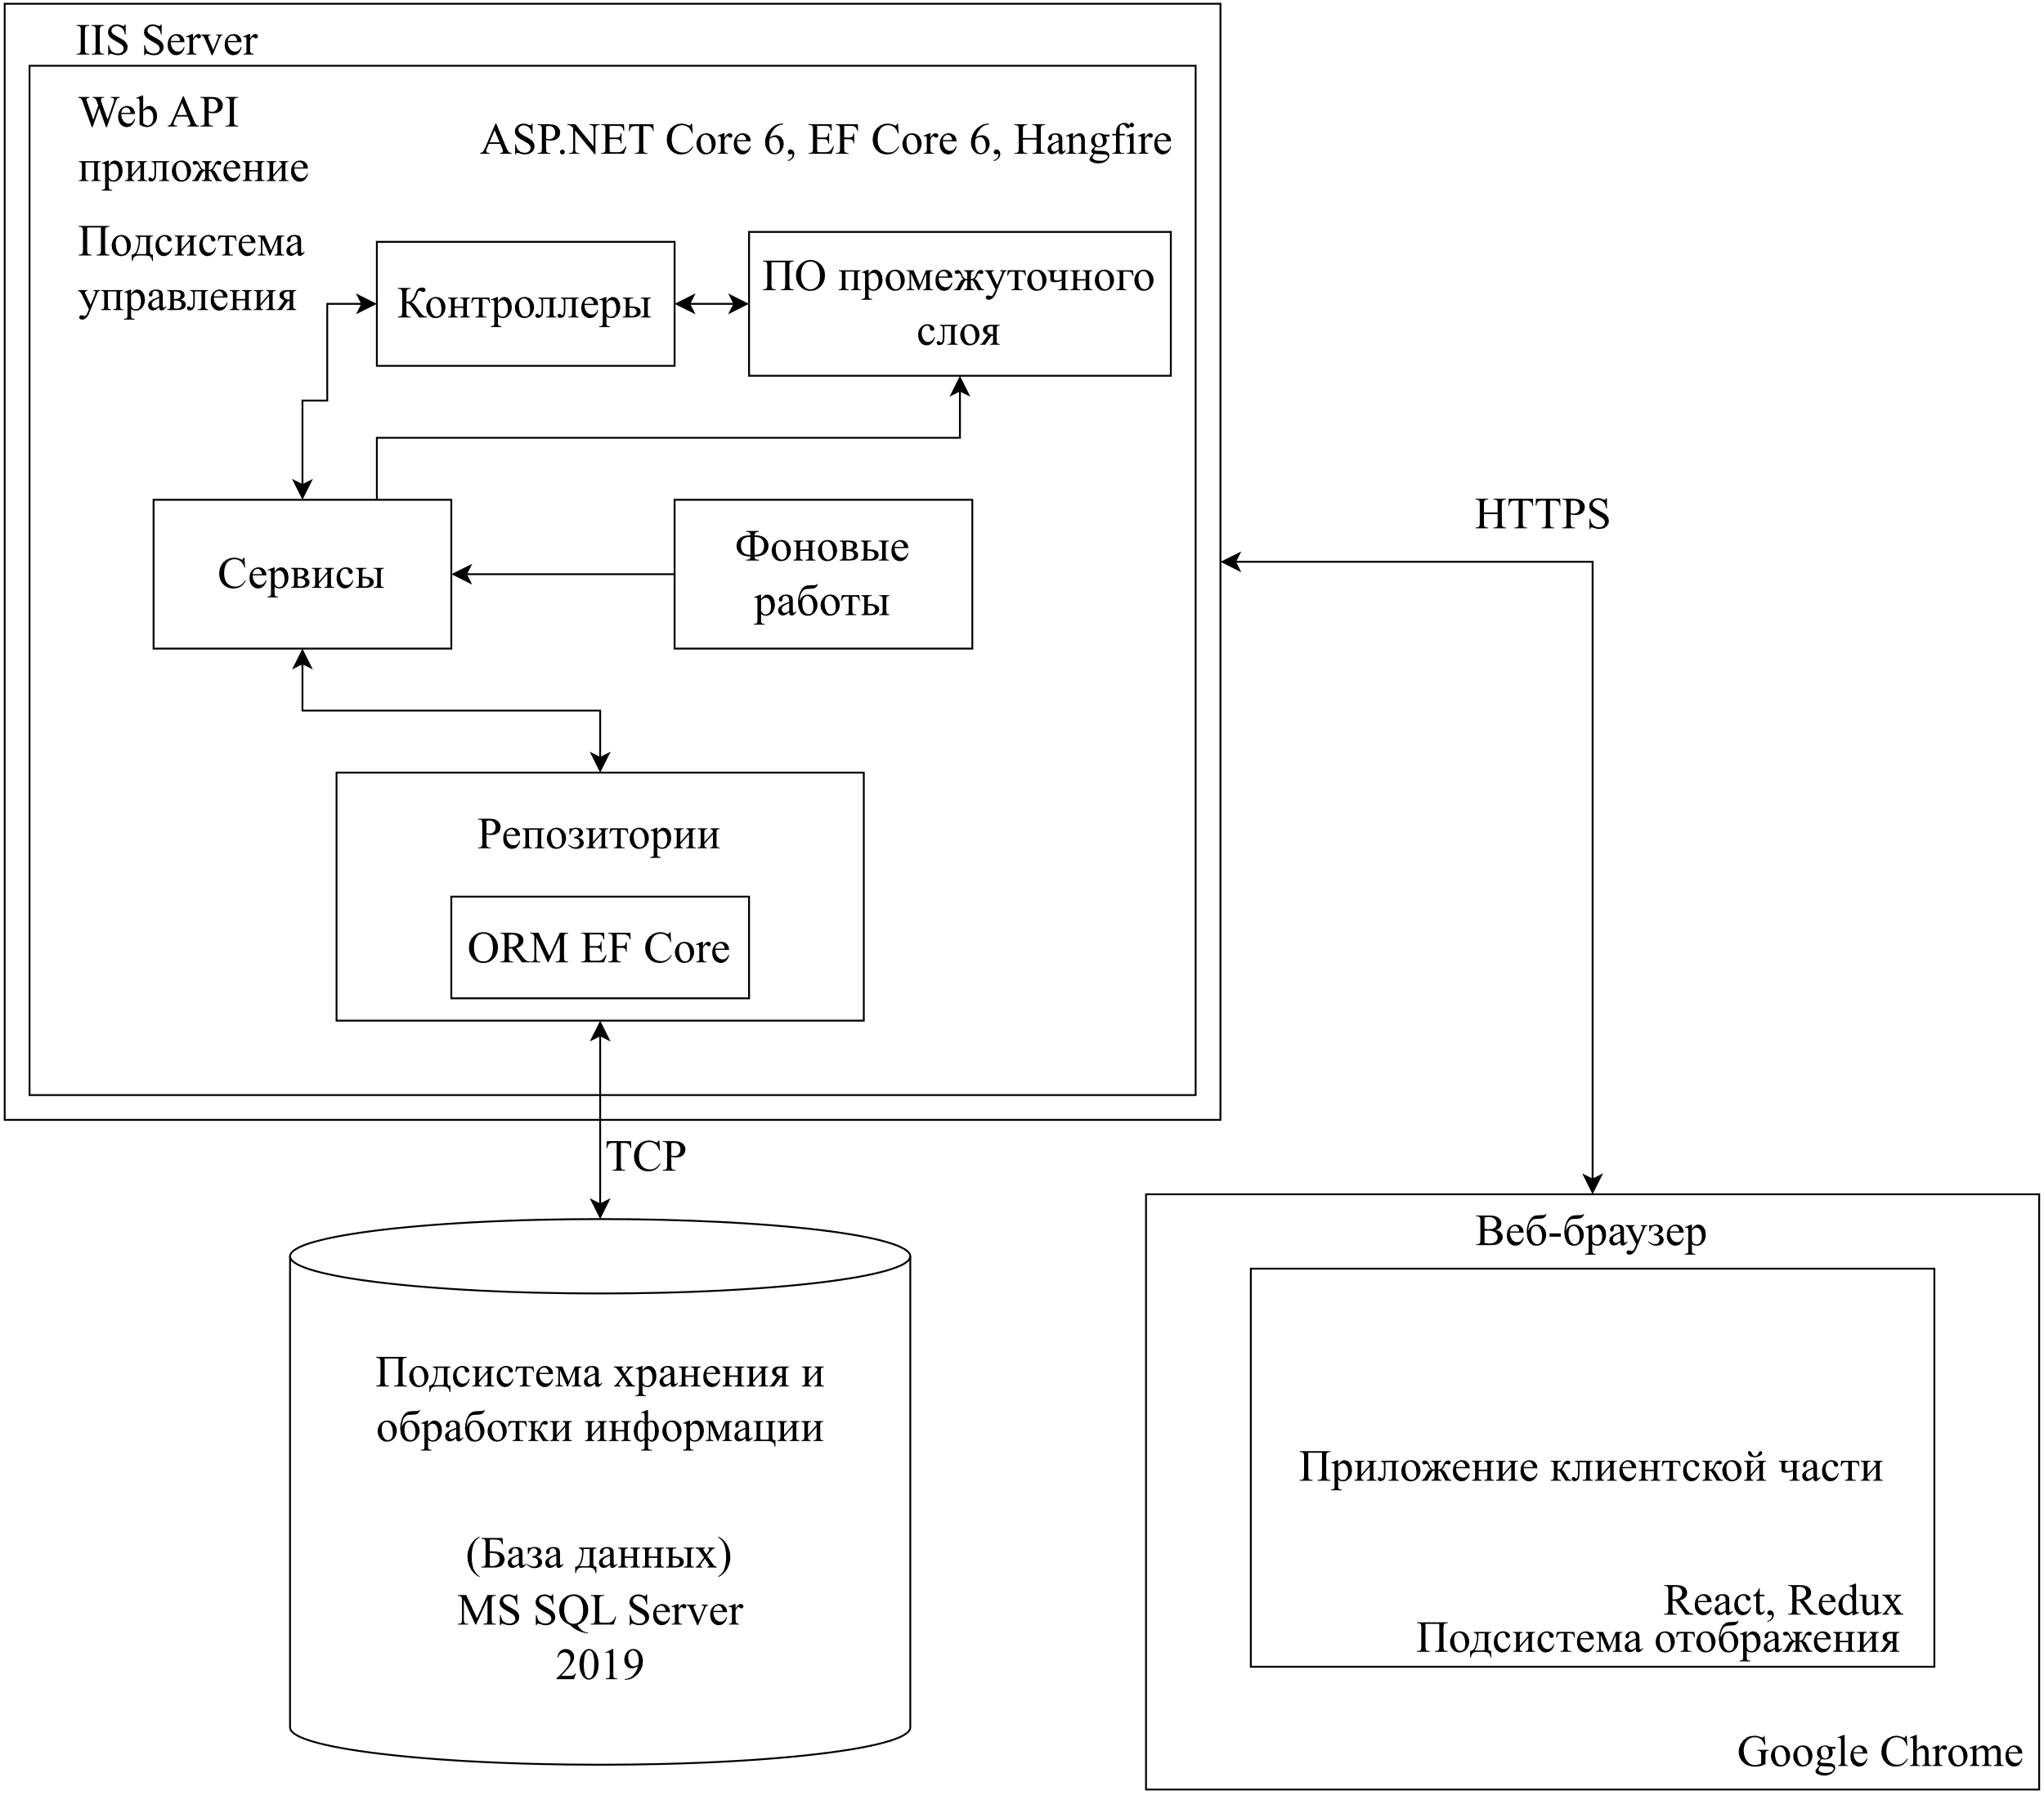 IIS Server
Web API
приложение
ASP.NET Core 6, EF Core 6, Hangfire
Подсистема
управления
Контроллеры
ПО промежуточного
слоя
Сервисы
Фоновые
работы
HTTPS
Репозитории
ORM EF Core
TCP
Подсистема хранения и
обработки информации
(База данных)
MS SQL Server
2019
Веб-браузер
Приложение клиентской части
React, Redux
Подсистема отображения
Google Chrome